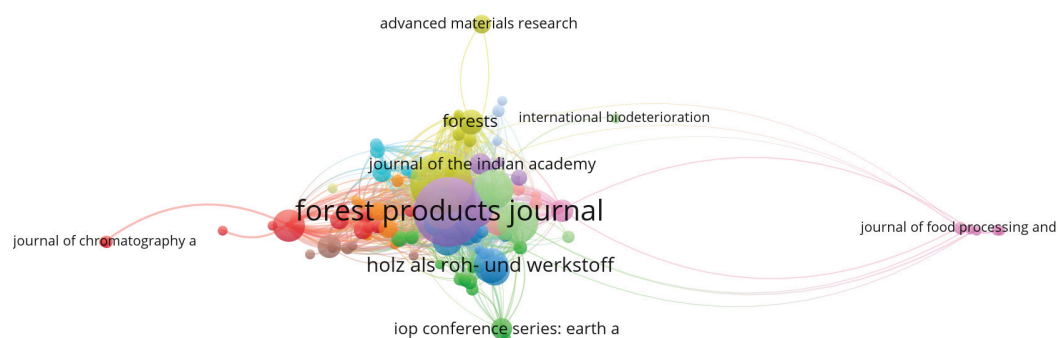 advanced materials research
forests
international biodeterioration
journal of the indian academy
forest products journal
journal of food processing and
journal of chromatography a
holz als roh- und werkstoff
iop conference series: earth a